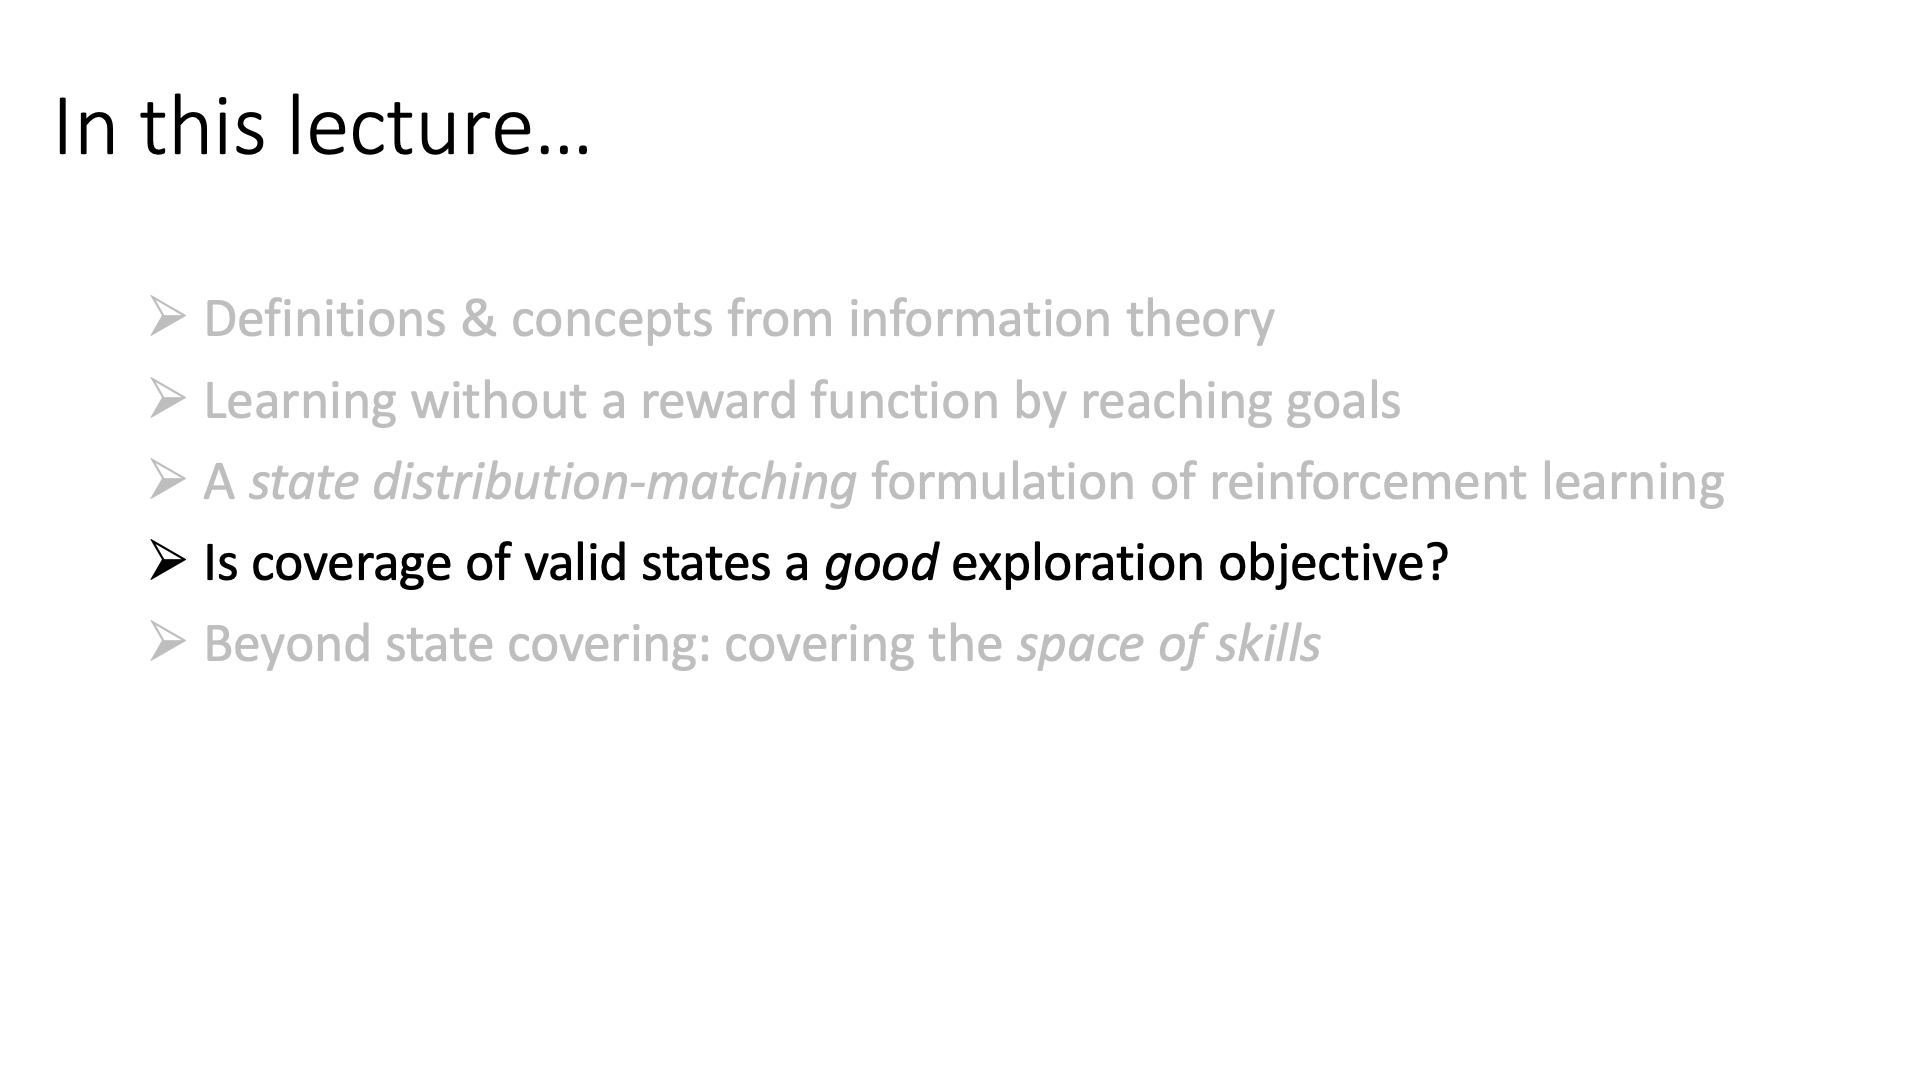 In this lecture...
➢ Definitions & concepts from information theory
➢ Learning without a reward function by reaching goals
➢ A state distribution-matching formulation of reinforcement learning
➢ Is coverage of valid states a good exploration objective?
➢ Beyond state covering: covering the space of skills